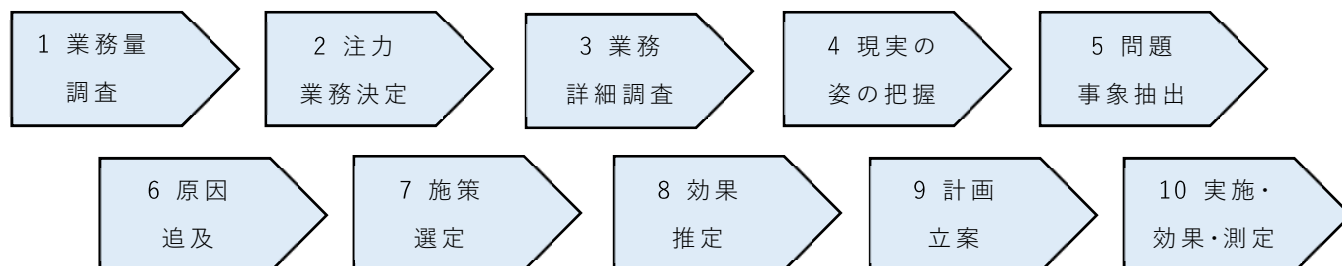 1 業務量
調査
2 注力
業務決定
3 業務
詳細調査
4 現実の
姿の把握
5 問題
事象抽出
6 原因
追及
7 施策
選定
8 効果
推定
9 計画
立案
10 実施・
効果・測定